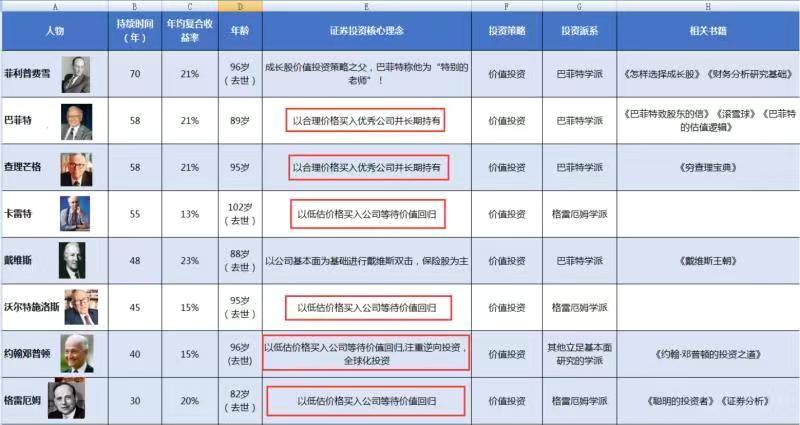 A B C D E F G H
人物 持续时间（年） 年均复合收益率 年龄 证券投资核心理念 投资策略 投资派系 相关书籍
菲利普费雪 70 21% 96岁（去世） 成长股价值投资策略之父，巴菲特称他为“特别的老师”！ 价值投资 巴菲特学派 《怎样选择成长股》《财务分析研究基础》
巴菲特 58 21% 89岁 以合理价格买入优秀公司并长期持有 价值投资 巴菲特学派 《巴菲特致股东的信》《滚雪球》《巴菲特的估值逻辑》
查理芒格 58 21% 95岁 以合理价格买入优秀公司并长期持有 价值投资 巴菲特学派 《穷查理宝典》
卡雷特 55 13% 102岁（去世） 以低估价格买入公司等待价值回归 价值投资 格雷厄姆学派
戴维斯 48 23% 88岁（去世） 以公司基本面为基础进行戴维斯双击，保险股为主 价值投资 巴菲特学派 《戴维斯王朝》
沃尔特施洛斯 45 15% 95岁（去世） 以低估价格买入公司等待价值回归 价值投资 格雷厄姆学派
约翰邓普顿 40 15% 96岁(去世) 以低估价格买入公司等待价值回归,注重逆向投资，全球化投资 价值投资 其他立足基本面研究的学派 《约翰·邓普顿的投资之道》
格雷厄姆 30 20% 82岁（去世） 以低估价格买入公司等待价值回归 价值投资 格雷厄姆学派 《聪明的投资者》《证券分析》